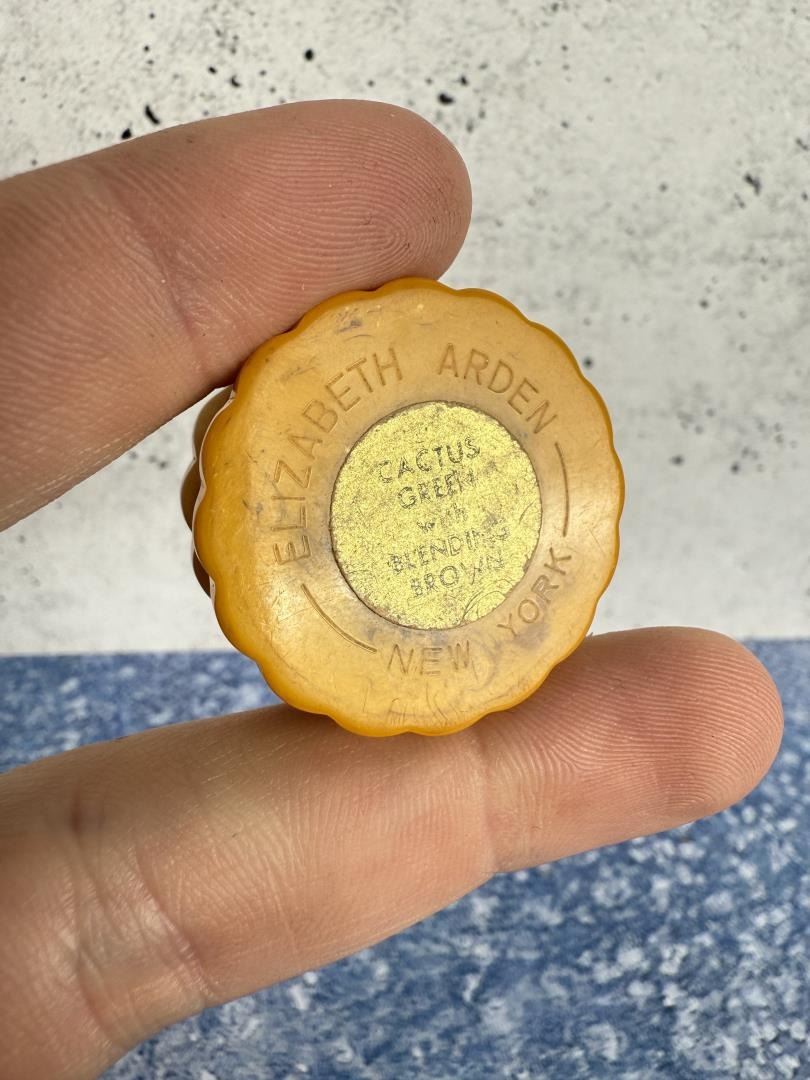 ELIZABETH ARDEN
CACTUS
GREEN
with
BLENDING
BROWN
NEW YORK